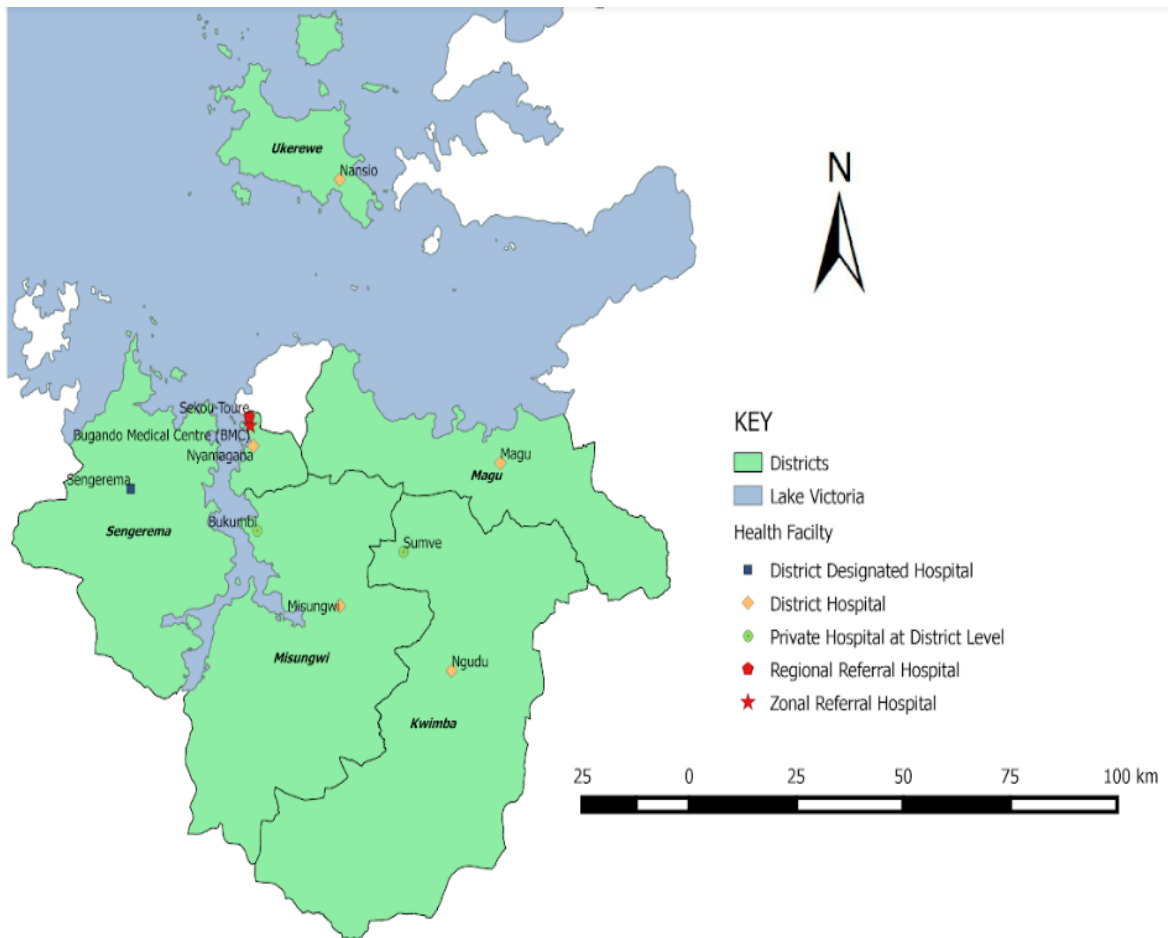 Ukerewe
Nansio
N
Sekou-Toure
Bugando Medical Centre (BMC)
Nyamagana
Magu
Magu
Sengerema
Sengerema
Bukumbi
Sumve
Misungwi
Misungwi
Ngudu
Kwimba
KEY
Districts
Lake Victoria
Health Facility
District Designated Hospital
District Hospital
Private Hospital at District Level
Regional Referral Hospital
Zonal Referral Hospital
25 0 25 50 75 100 km